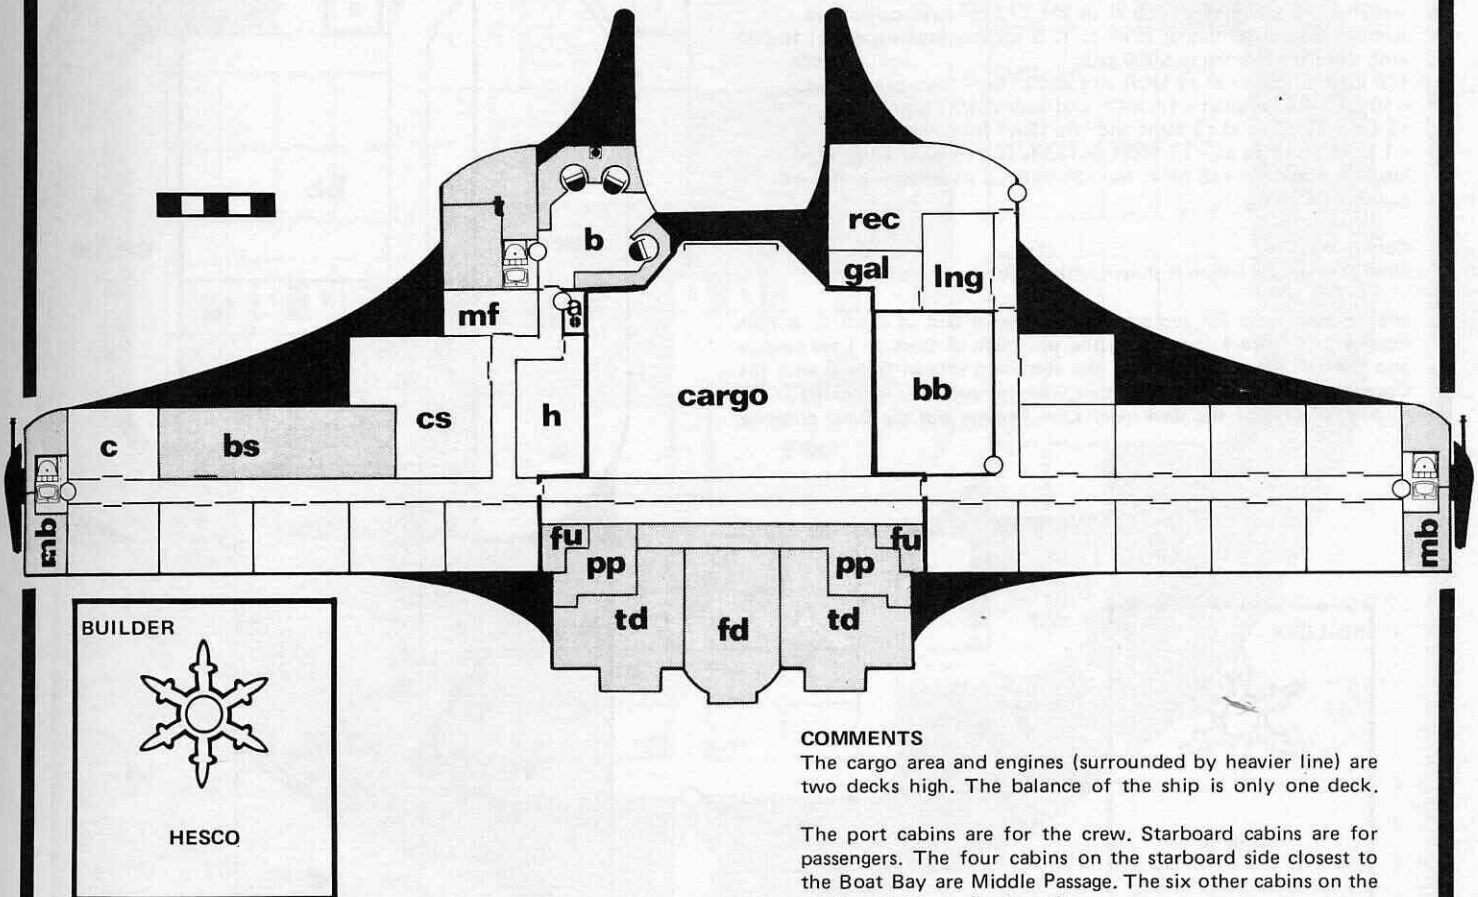 t
b
rec
gal
lng
mf
a
cs
h
cargo
bb
c
bs
mb
mb
fu
fu
pp
pp
td
fd
td
BUILDER
HESCO
COMMENTS
The cargo area and engines (surrounded by heavier line) are
two decks high. The balance of the ship is only one deck.
The port cabins are for the crew. Starboard cabins are for
passengers. The four cabins on the starboard side closest to
the Boat Bay are Middle Passage. The six other cabins on the